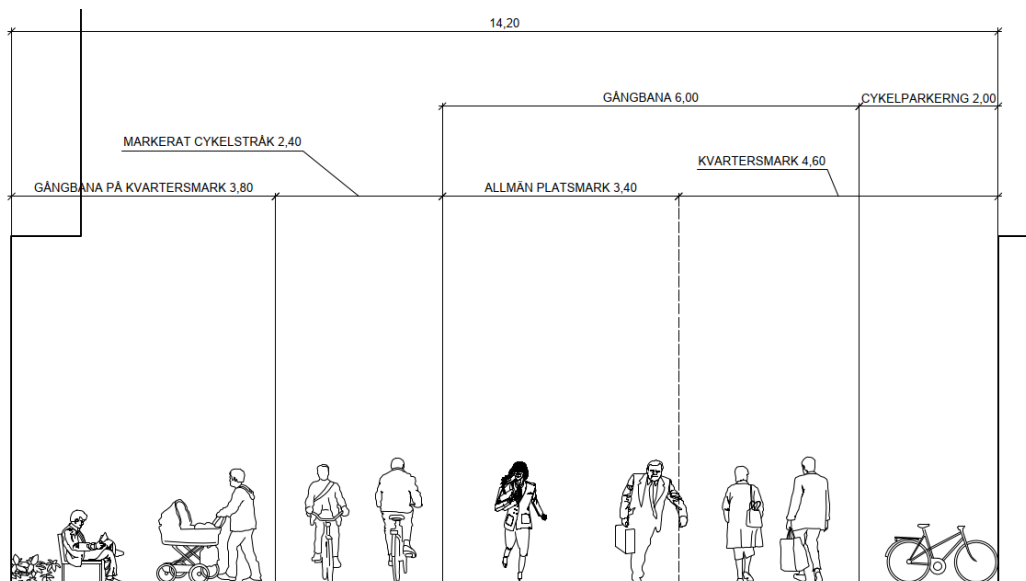 14,20
GÅNGBANA 6,00
CYKELPARKERNG 2,00
MARKERAT CYKELSTRÅK 2,40
KVARTERSMARK 4,60
GÅNGBANA PÅ KVARTERSMARK 3,80
ALLMÄN PLATSMARK 3,40